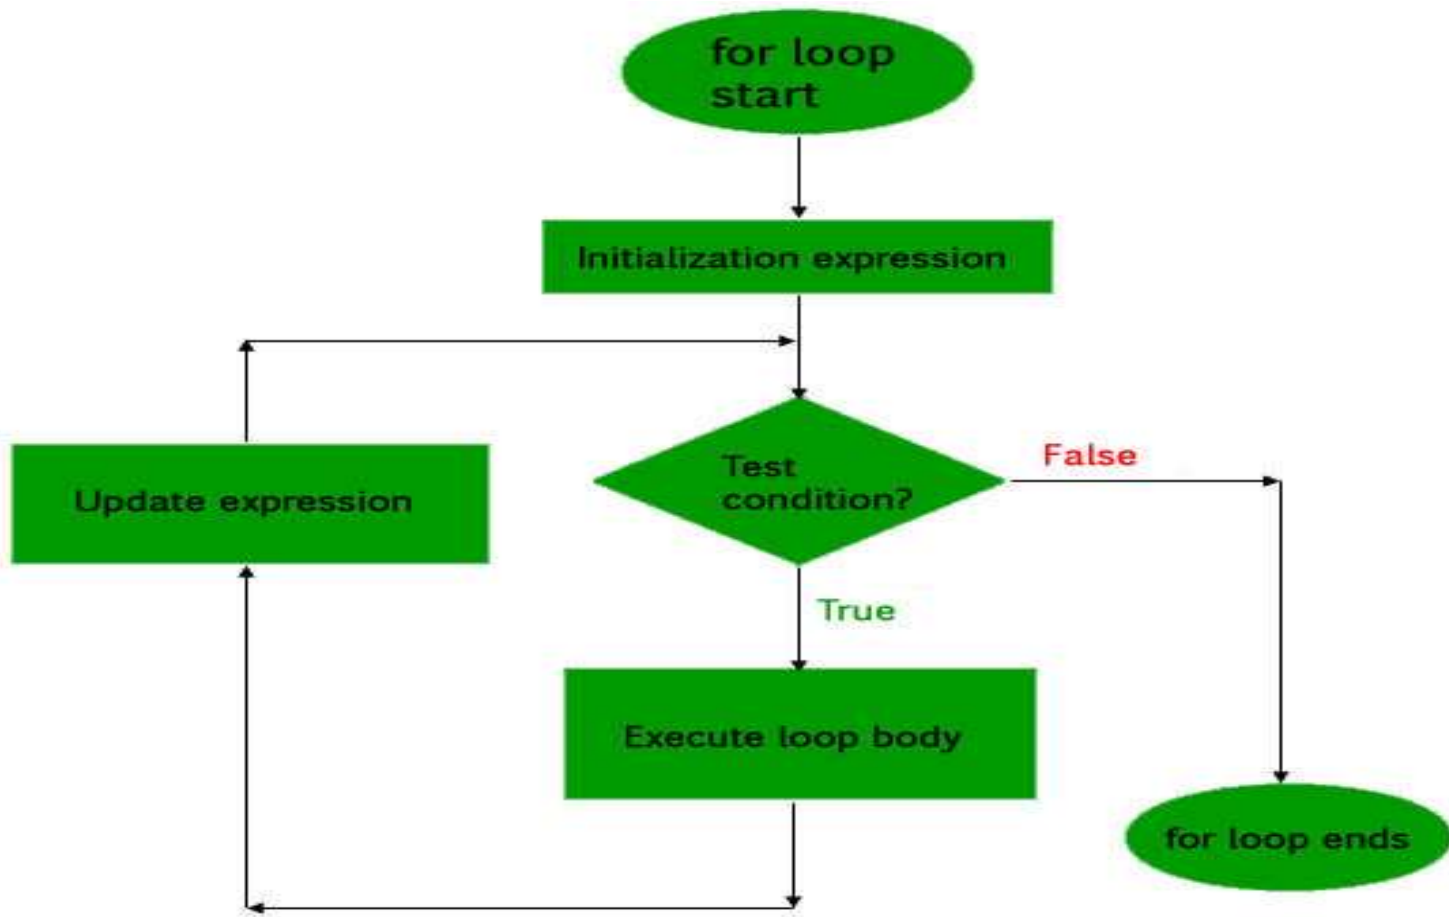 for loop
start
Initialization expression
Test
condition?
False
Update expression
True
Execute loop body
for loop ends